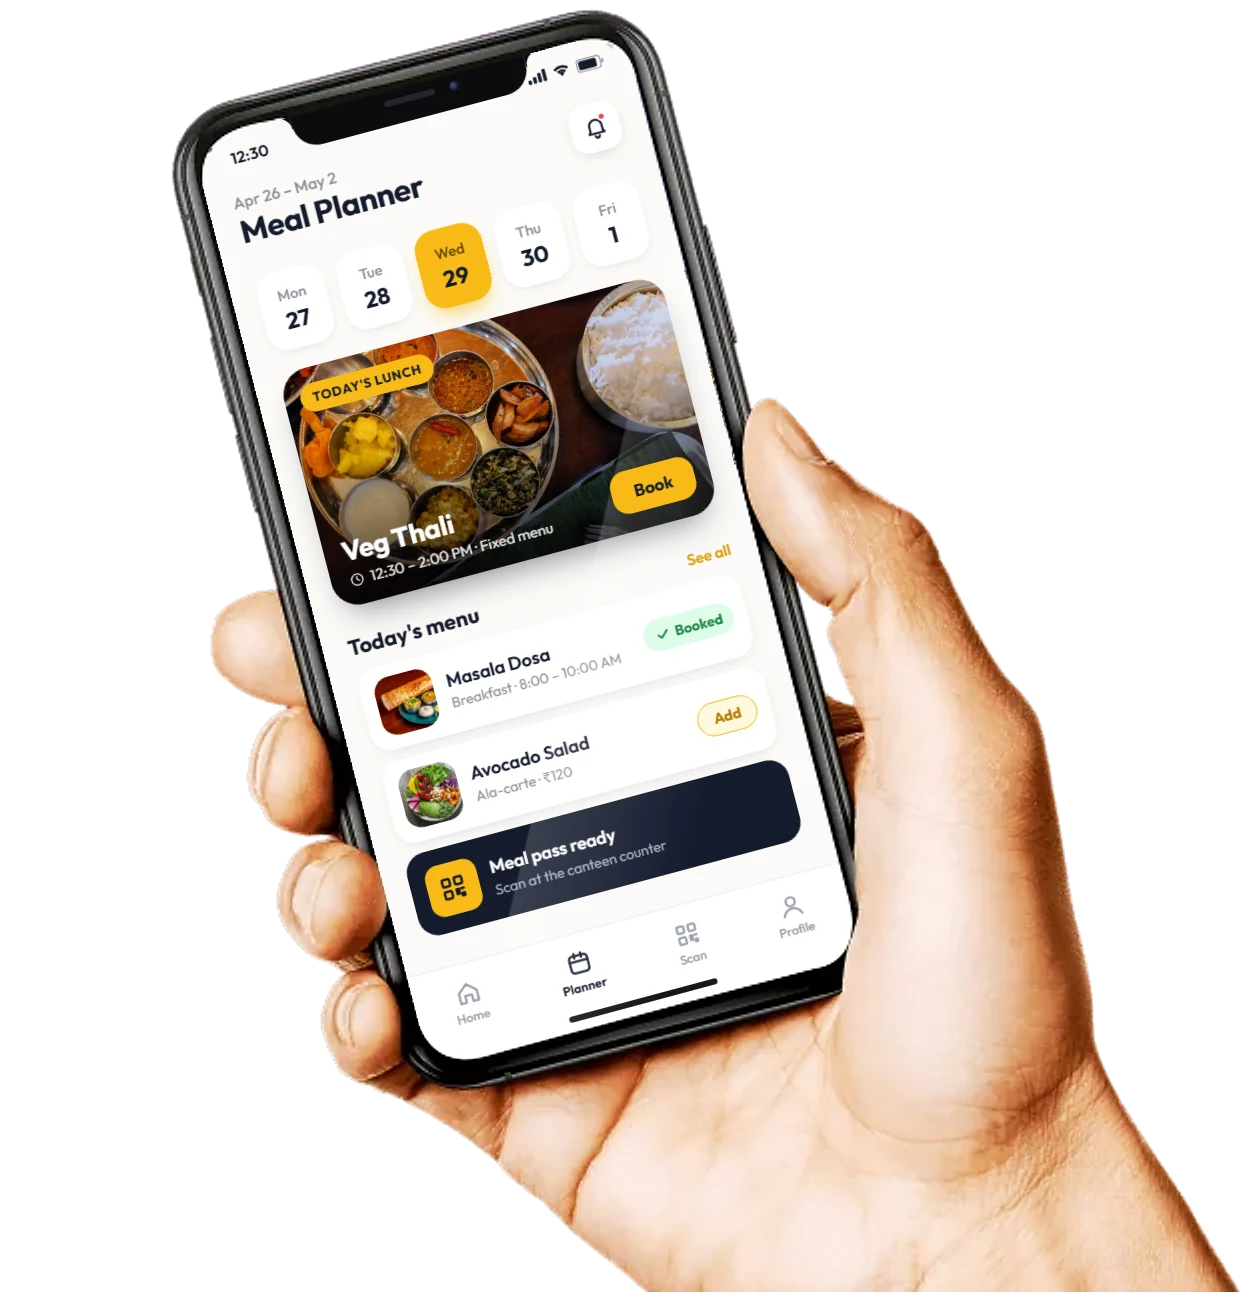 12:30
Apr 26 – May 2
Meal Planner
Mon
27
Tue
28
Wed
29
Thu
30
Fri
1
TODAY'S LUNCH
Veg Thali
12:30 – 2:00 PM · Fixed menu
Book
Today's menu
See all
Masala Dosa
Breakfast · 8:00 – 10:00 AM
Booked
Avocado Salad
Ala-carte · ₹120
Add
Meal pass ready
Scan at the canteen counter
Home
Planner
Scan
Profile